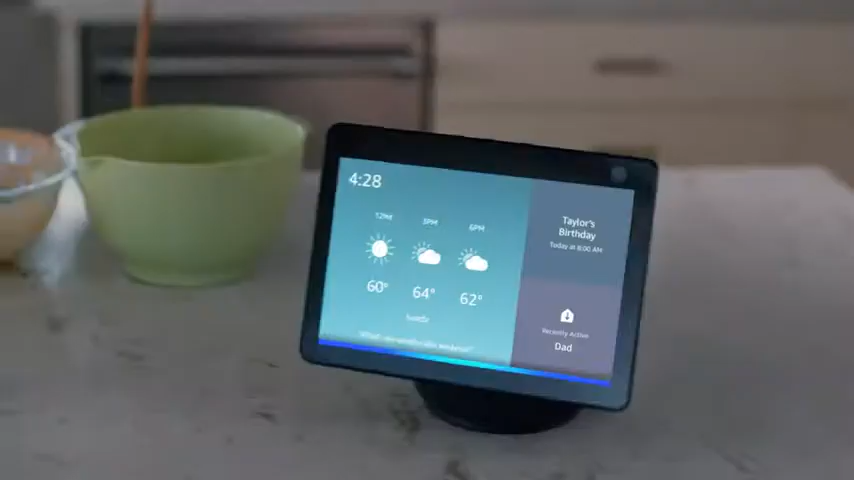 4:28
12PM 3PM 6PM
60° 64° 62°
Taylor's
Birthday
Today at 8:00 AM
Recently Active
Dad